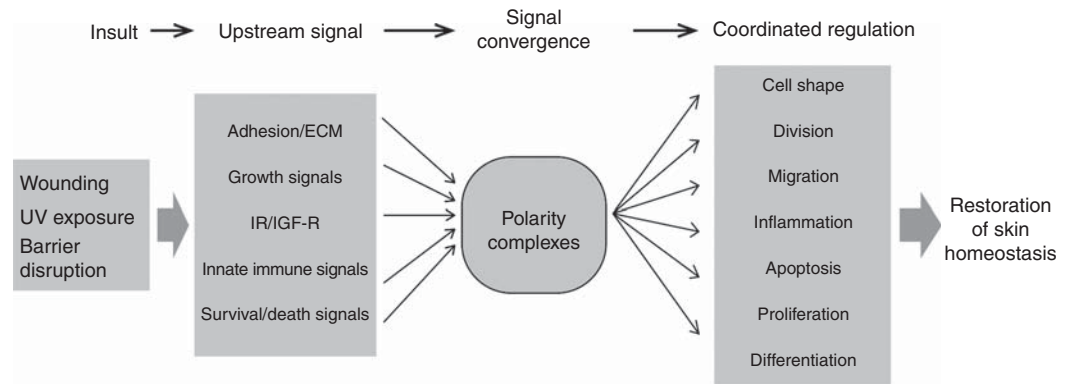 Insult
Upstream signal
Signal
convergence
Coordinated regulation
Wounding
UV exposure
Barrier
disruption
Adhesion/ECM
Growth signals
IR/IGF-R
Innate immune signals
Survival/death signals
Polarity
complexes
Cell shape
Division
Migration
Inflammation
Apoptosis
Proliferation
Differentiation
Restoration
of skin
homeostasis